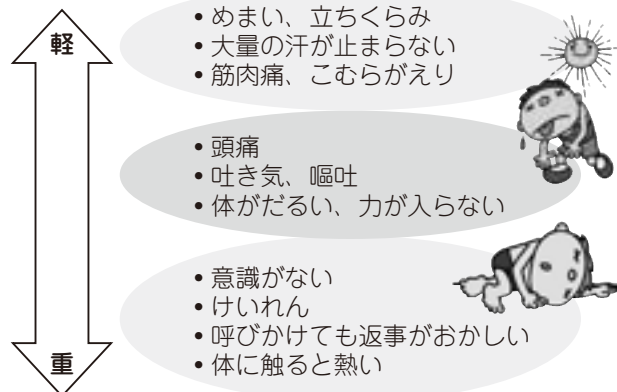 軽
• めまい、立ちくらみ
• 大量の汗が止まらない
• 筋肉痛、こむらがえり
• 頭痛
• 吐き気、嘔吐
• 体がだるい、力が入らない
• 意識がない
• けいれん
• 呼びかけても返事がおかしい
• 体に触ると熱い
重